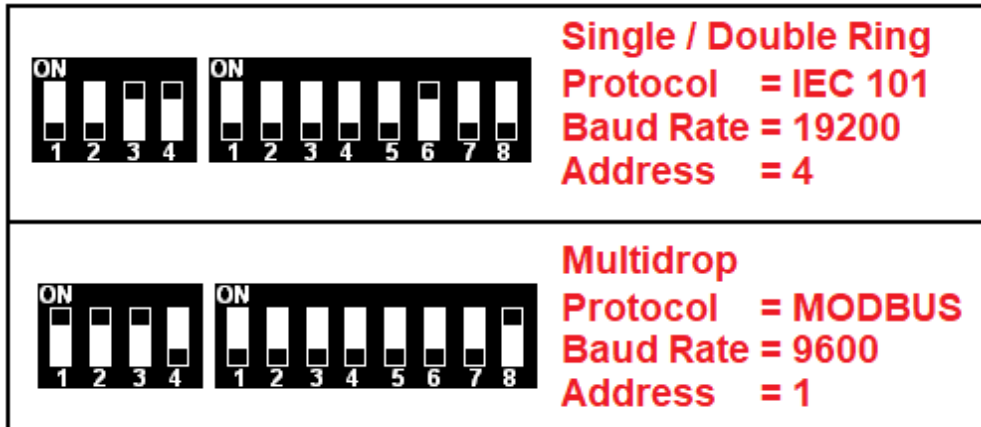 ON ON
1 2 3 4 1 2 3 4 5 6 7 8
Single / Double Ring
Protocol = IEC 101
Baud Rate = 19200
Address = 4
ON ON
1 2 3 4 1 2 3 4 5 6 7 8
Multidrop
Protocol = MODBUS
Baud Rate = 9600
Address = 1